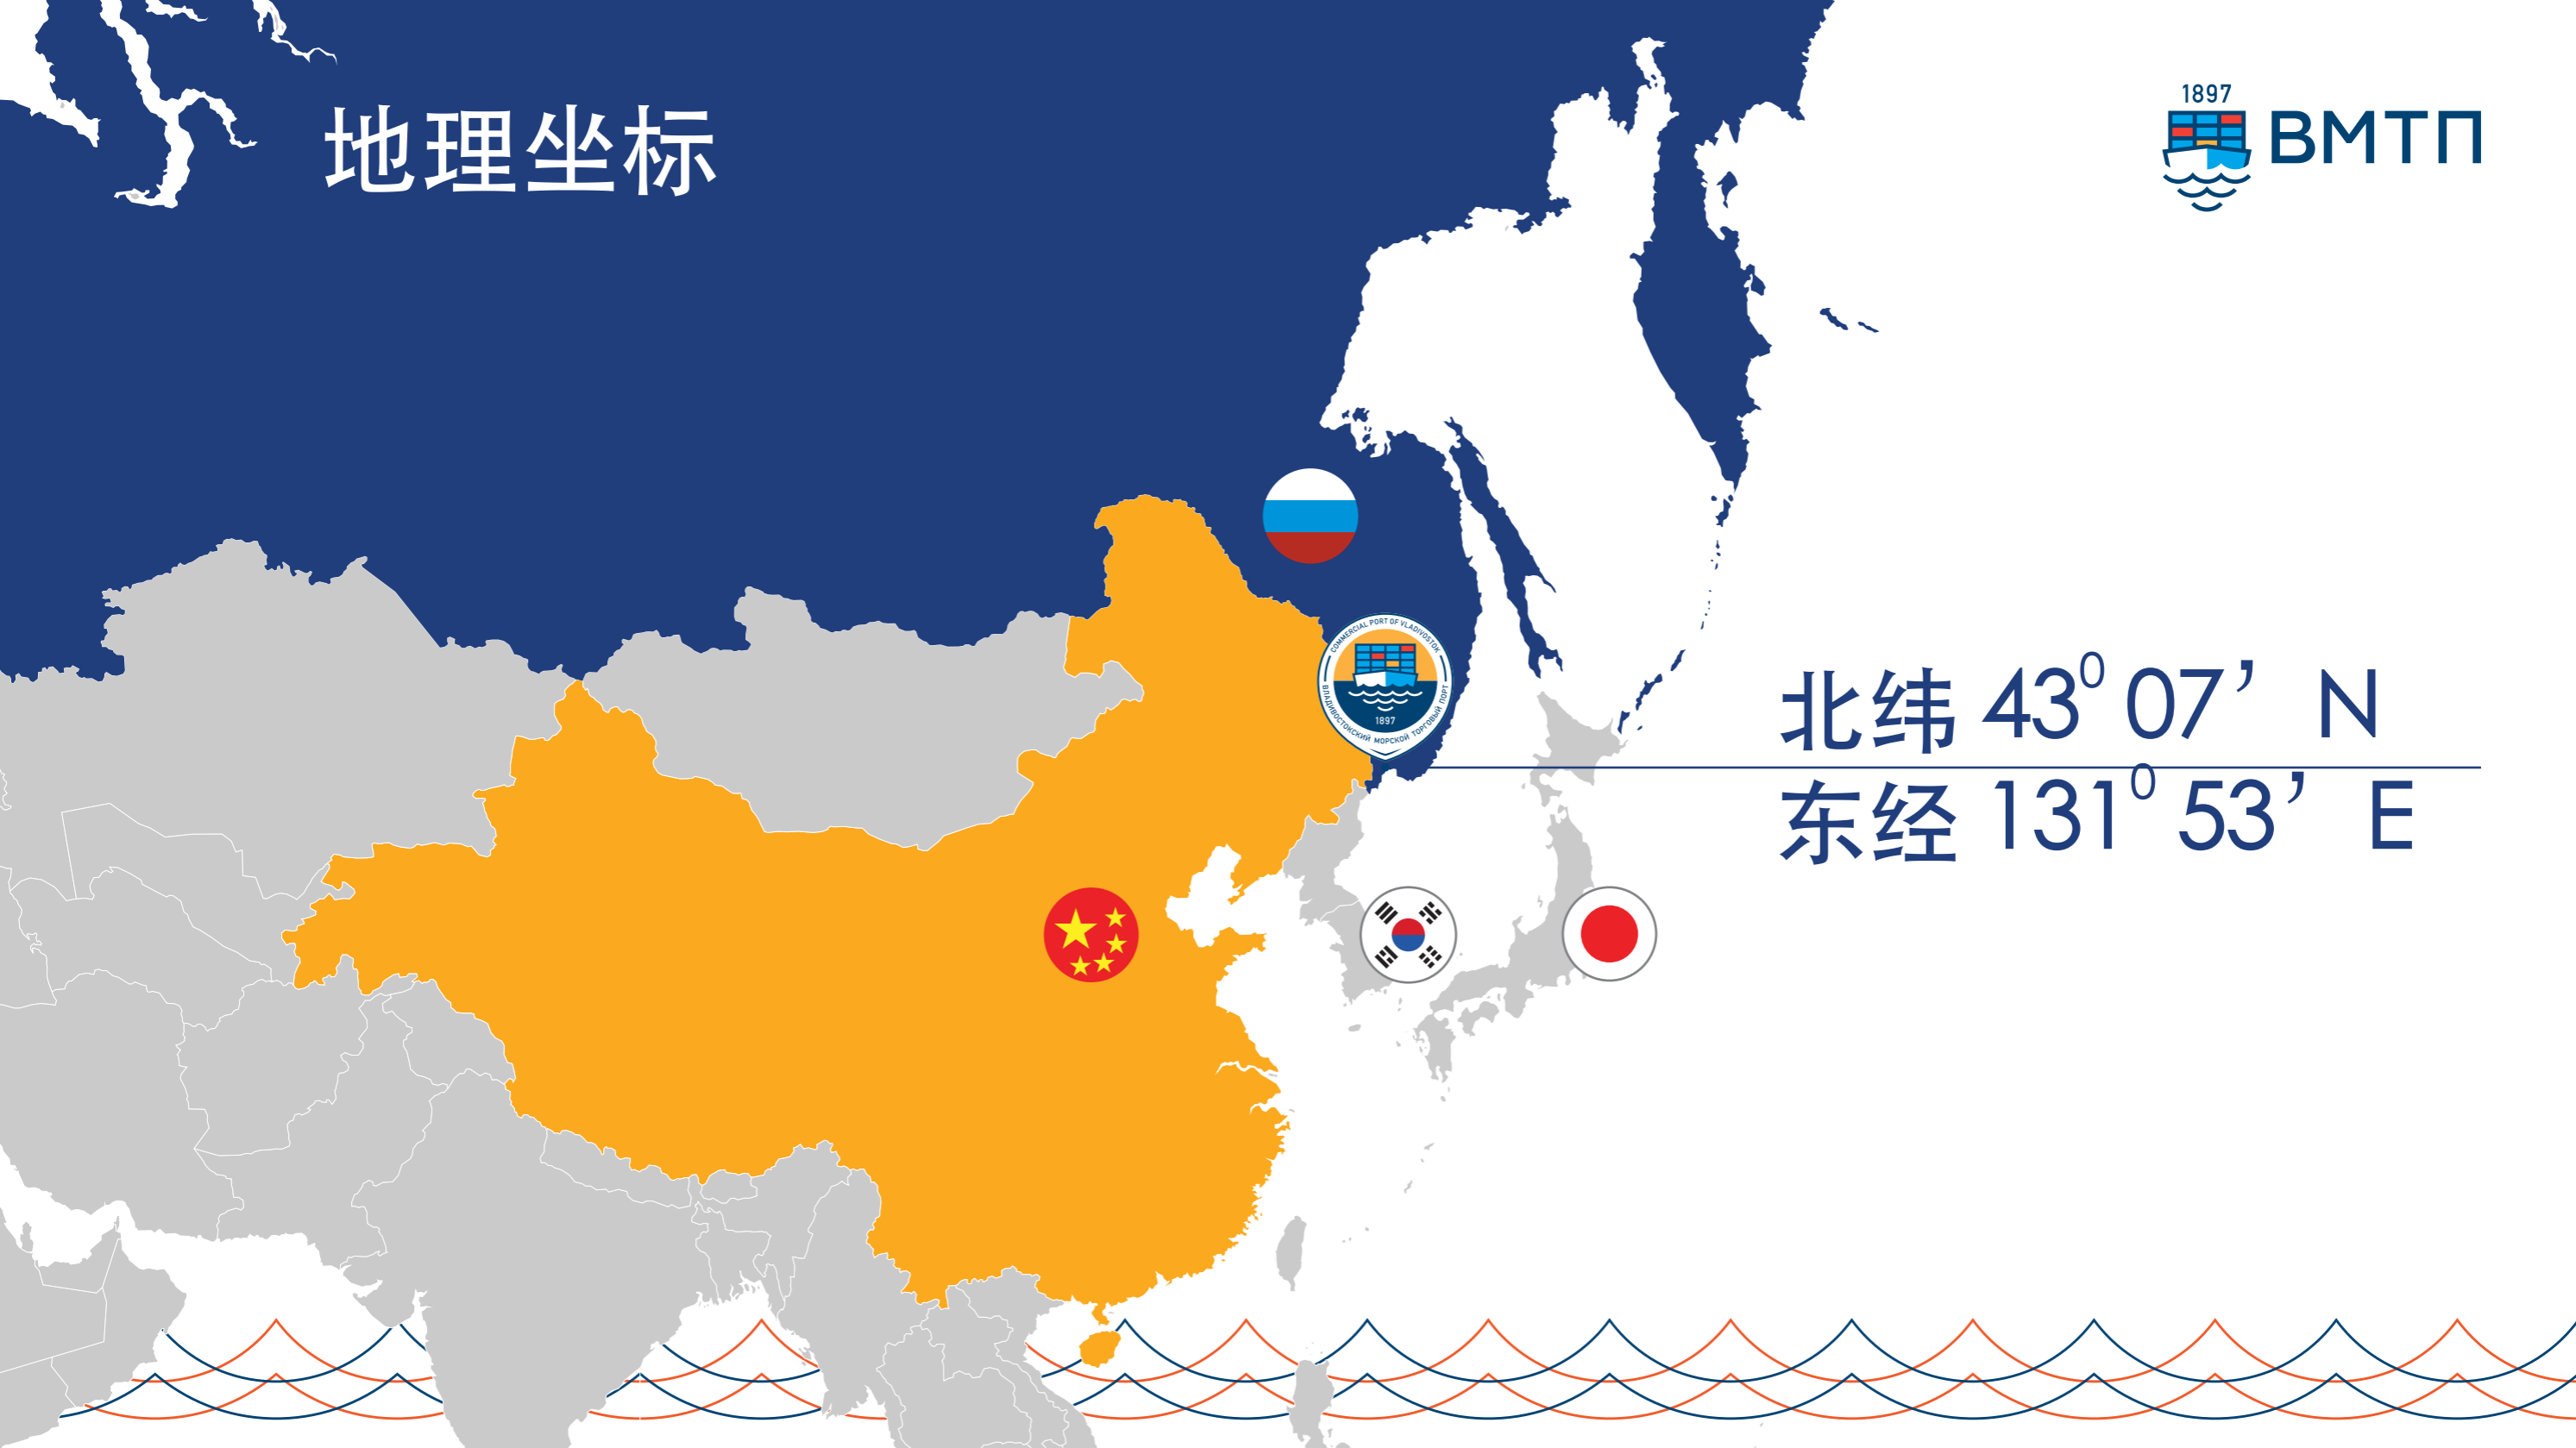 地理坐标
1897
ВМТП
COMMERCIAL PORT OF VLADIVOSTOK
1897
ВЛАДИВОСТОКСКИЙ МОРСКОЙ ТОРГОВЫЙ ПОРТ
北纬 43⁰ 07’ N
东经 131⁰ 53’ E